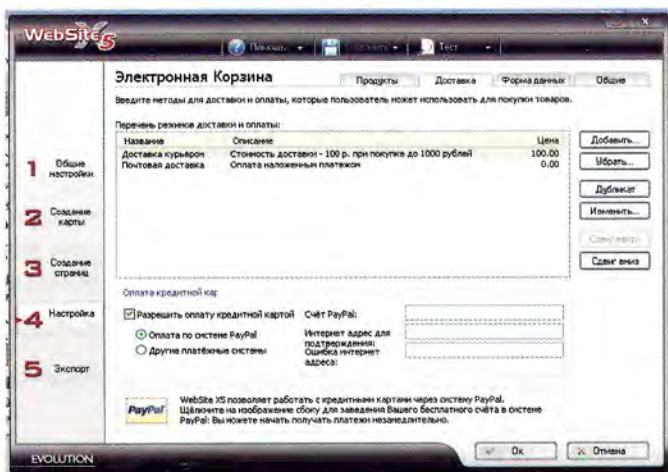 WebSite X5
Помощь Тест
Электронная Корзина Продукты Доставка Форма данных Общие
Введите методы для доставки и оплаты, которые пользователь может использовать для покупки товаров.
Перечень режимов доставки и оплаты:
Название Описание Цена
Доставка курьером Стоимость доставки - 100 р. при покупке до 1000 рублей 100.00
Почтовая доставка Оплата наложенным платежом 0.00
Добавить...
Убрать...
Дубликат
Изменить...
Сдвиг вверх
Сдвиг вниз
1 Общие настройки
2 Создание карты
3 Создание страниц
4 Настройка
5 Экспорт
Оплата кредитной кар
Разрешить оплату кредитной картой
Оплата по системе PayPal
Другие платёжные системы
Счёт PayPal:
Интернет адрес для
подтверждения:
Ошибка интернет
адреса:
PayPal
WebSite X5 позволяет работать с кредитными картами через систему PayPal.
Щёлкните на изображение сбоку для заведения Вашего бесплатного счёта в системе
PayPal: Вы можете начать получать платежи незамедлительно.
EVOLUTION
Ок Отмена